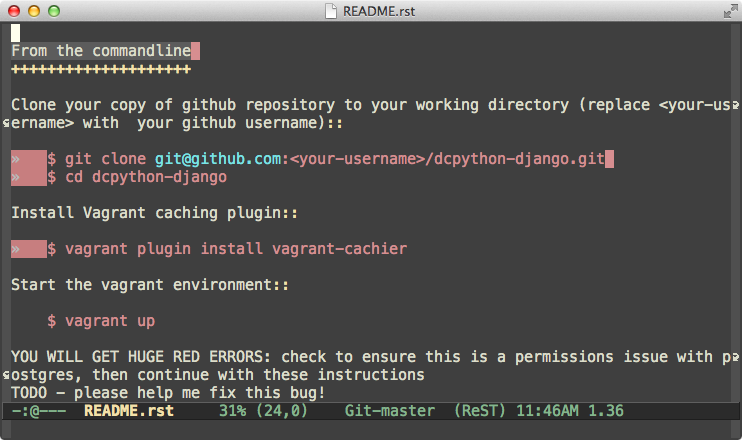 README.rst
From the commandline
++++++++++++++++++++
Clone your copy of github repository to your working directory (replace <your-us
ername> with  your github username)::
»   $ git clone git@github.com:<your-username>/dcpython-django.git
»   $ cd dcpython-django
Install Vagrant caching plugin::
»   $ vagrant plugin install vagrant-cachier
Start the vagrant environment::
    $ vagrant up
YOU WILL GET HUGE RED ERRORS: check to ensure this is a permissions issue with p
ostgres, then continue with these instructions
TODO - please help me fix this bug!
-:@---  README.rst     31% (24,0)    Git-master  (ReST) 11:46AM 1.36